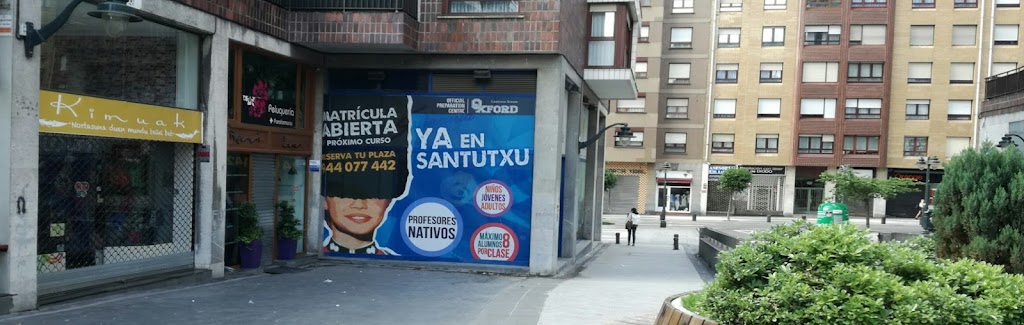 Kimuak
Peluquería
MATRÍCULA
ABIERTA
PRÓXIMO CURSO
RESERVA TU PLAZA
944 077 442
OFFICIAL
PREPARATION
CENTRE
OXFORD
YA EN
SANTUTXU
PROFESORES
NATIVOS
NIÑOS
JÓVENES
ADULTOS
MÁXIMO
ALUMNOS 8
POR CLASE